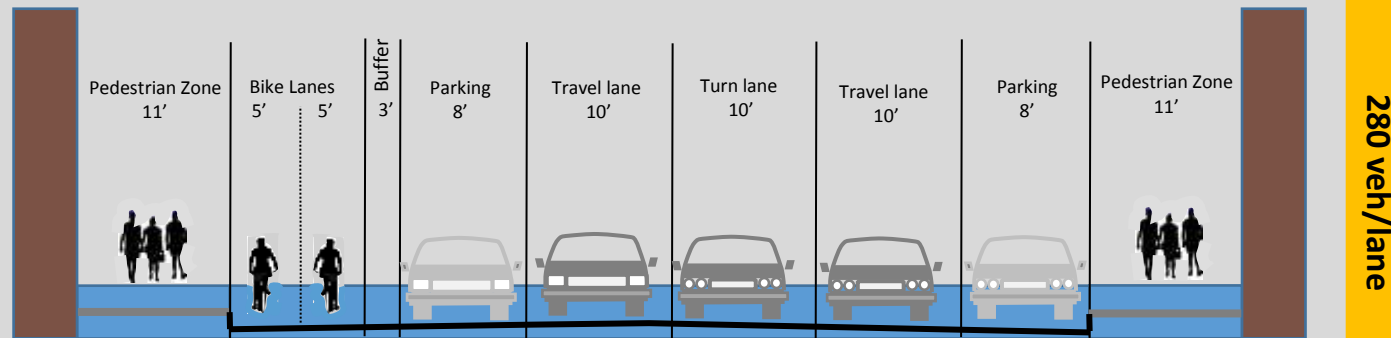 Pedestrian Zone
11’
Bike Lanes
5’ 5’
Buffer
3’
Parking
8’
Travel lane
10’
Turn lane
10’
Travel lane
10’
Parking
8’
Pedestrian Zone
11’
280 veh/lane